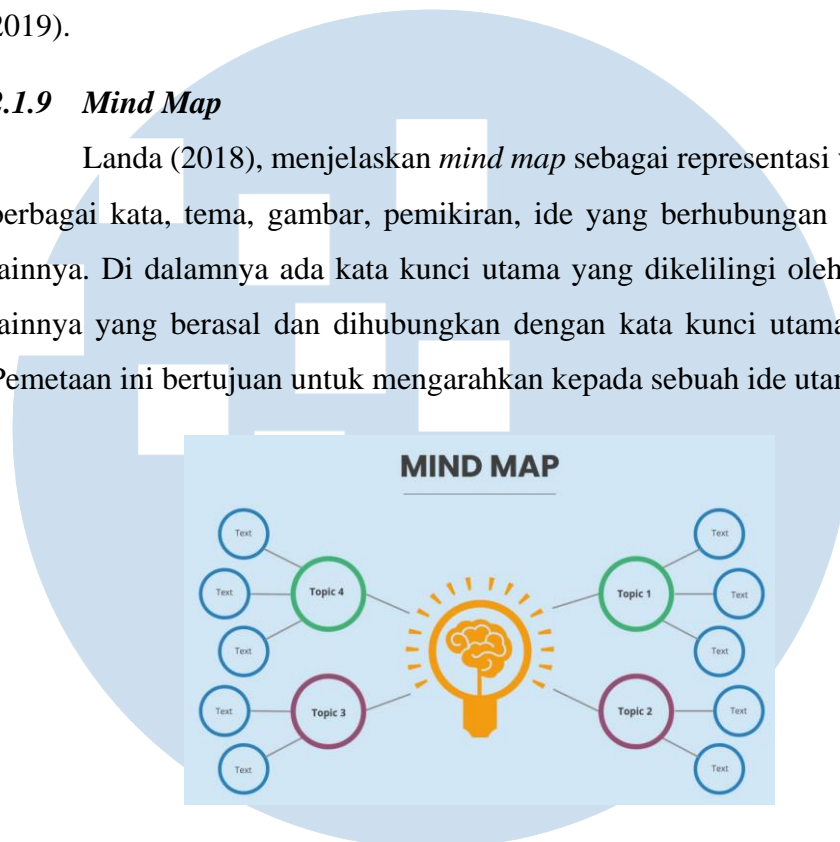 2019).
2.1.9 Mind Map
Landa (2018), menjelaskan mind map sebagai representasi
berbagai kata, tema, gambar, pemikiran, ide yang berhubungan
lainnya. Di dalamnya ada kata kunci utama yang dikelilingi oleh
lainnya yang berasal dan dihubungkan dengan kata kunci utama
Pemetaan ini bertujuan untuk mengarahkan kepada sebuah ide
MIND MAP
Text
Text
Text
Topic 4
Topic 1
Text
Text
Text
Text
Topic 3
Text
Topic 2
Text
Text